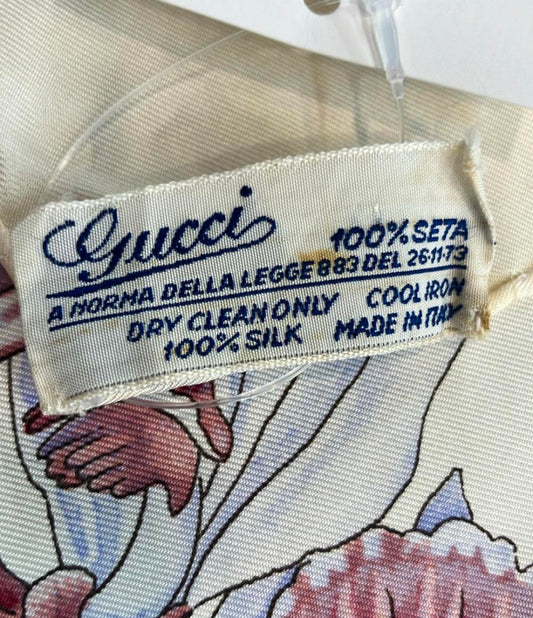 Gucci
100% SETA
A NORMA DELLA LEGGE 883 DEL 26·11·73
DRY CLEAN ONLY COOL IRON
100% SILK MADE IN ITALY